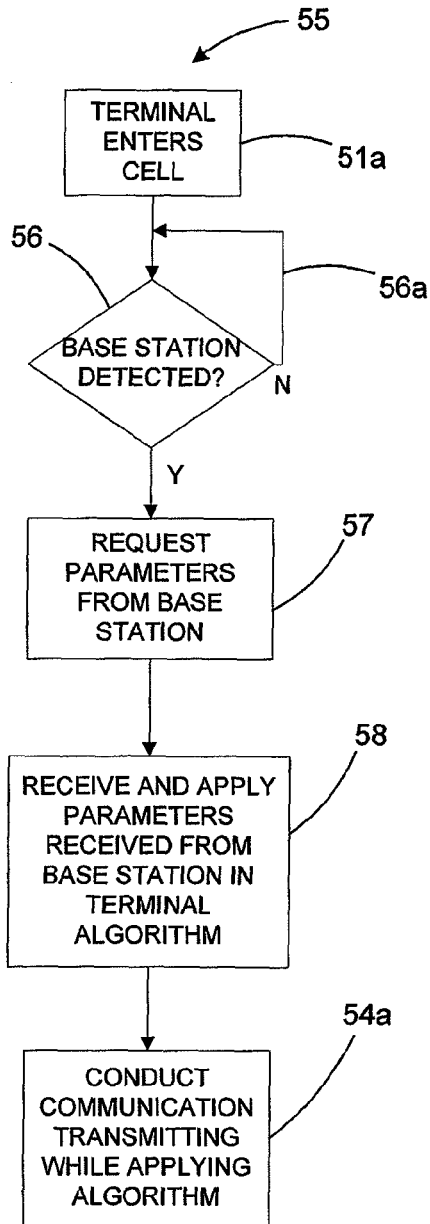 55
TERMINAL
ENTERS
CELL
51a
56
56a
BASE STATION
DETECTED?
N
Y
57
REQUEST
PARAMETERS
FROM BASE
STATION
58
RECEIVE AND APPLY
PARAMETERS
RECEIVED FROM
BASE STATION IN
TERMINAL
ALGORITHM
54a
CONDUCT
COMMUNICATION
TRANSMITTING
WHILE APPLYING
ALGORITHM